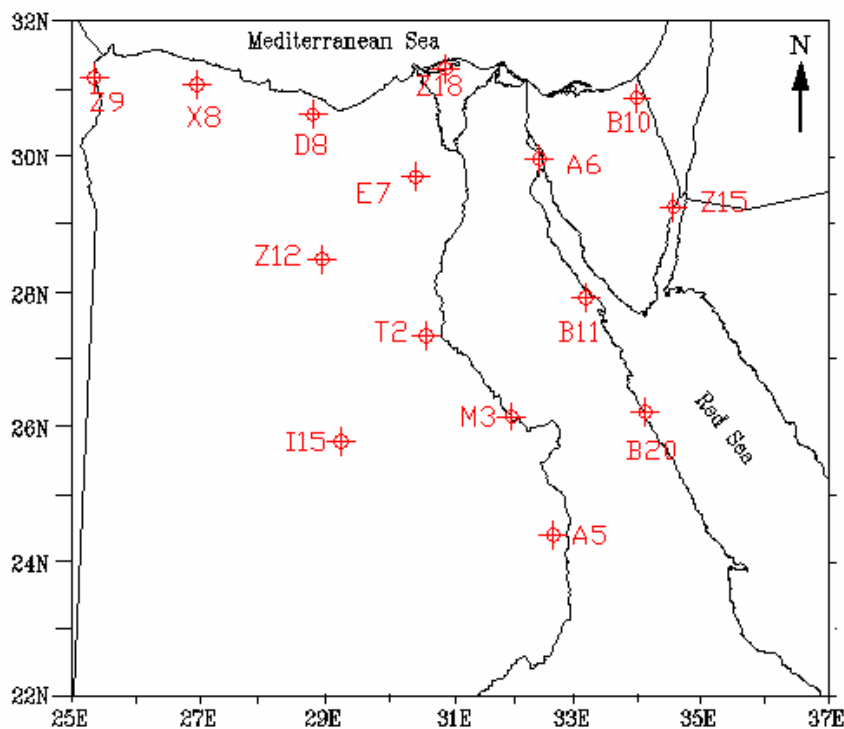 32N
Mediterranean Sea
N
Z9
X8
Z18
D8
B10
30N
A6
E7
Z15
Z12
28N
T2
B11
M3
Red Sea
26N
I15
B20
A5
24N
22N
25E
27E
29E
31E
33E
35E
37E